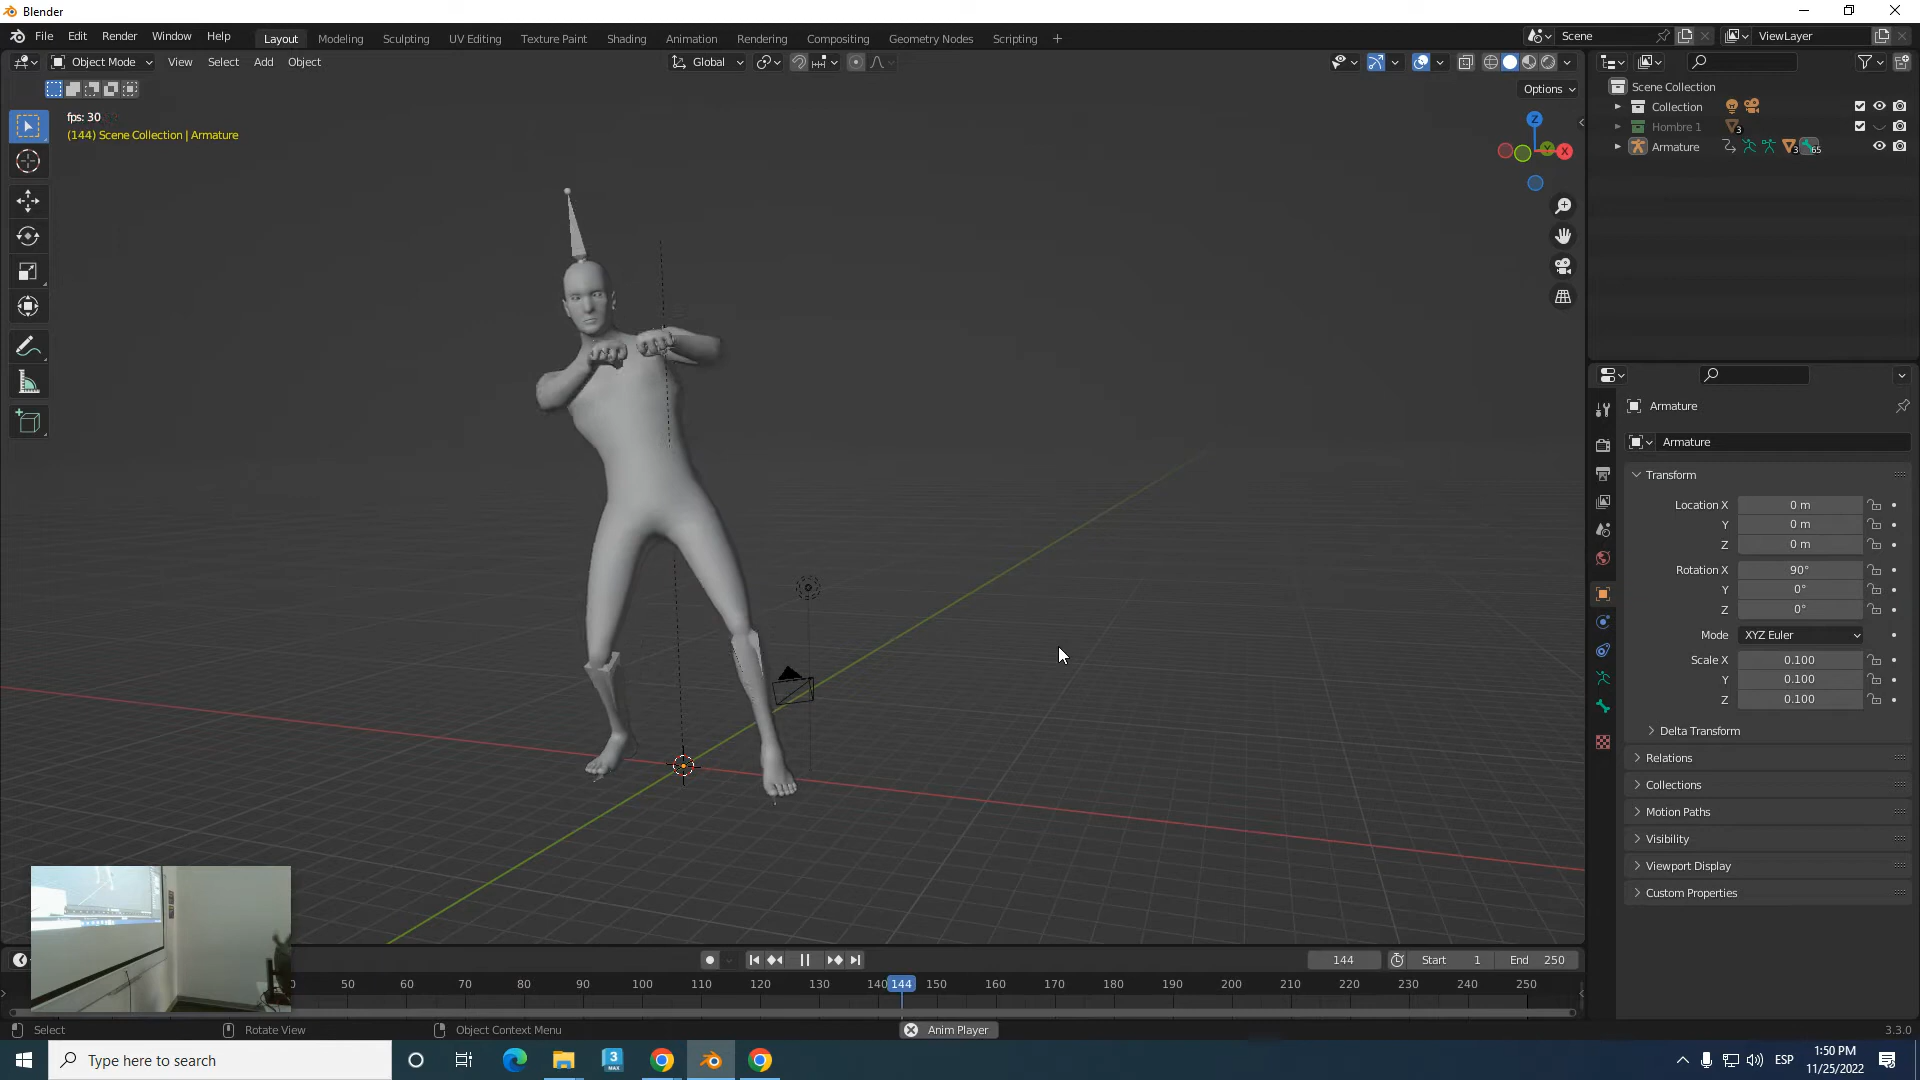 Blender
File Edit Render Window Help
Layout Modeling Sculpting UV Editing Texture Paint Shading Animation Rendering Compositing Geometry Nodes Scripting +
Scene
ViewLayer
Object Mode View Select Add Object
Global
Options
fps: 30
(144) Scene Collection | Armature
Z
Y
X
Scene Collection
Collection
Hombre 1
3
Armature
3
65
Armature
Armature
Transform
Location X 0 m
Y 0 m
Z 0 m
Rotation X 90°
Y 0°
Z 0°
Mode XYZ Euler
Scale X 0.100
Y 0.100
Z 0.100
Delta Transform
Relations
Collections
Motion Paths
Visibility
Viewport Display
Custom Properties
144 Start 1 End 250
50 60 70 80 90 100 110 120 130 140 144 150 160 170 180 190 200 210 220 230 240 250
Select Rotate View Object Context Menu Anim Player 3.3.0
Type here to search
3
MAX
ESP
1:50 PM
11/25/2022